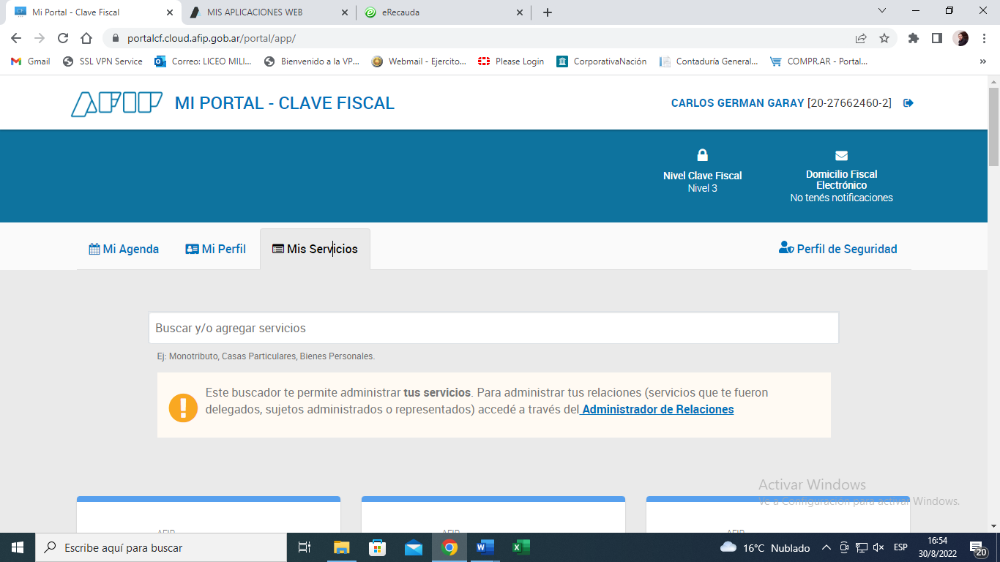 Mi Portal - Clave Fiscal
MIS APLICACIONES WEB
eRecauda
portalcf.cloud.afip.gob.ar/portal/app/
Gmail
SSL VPN Service
Correo: LICEO MILI...
Bienvenido a la VP...
Webmail - Ejercito...
Please Login
CorporativaNación
Contaduría General...
COMPR.AR - Portal...
»
AFIP MI PORTAL - CLAVE FISCAL
CARLOS GERMAN GARAY [20-27662460-2]
Nivel Clave Fiscal
Nivel 3
Domicilio Fiscal
Electrónico
No tenés notificaciones
Mi Agenda
Mi Perfil
Mis Servicios
Perfil de Seguridad
Buscar y/o agregar servicios
Ej: Monotributo, Casas Particulares, Bienes Personales.
Este buscador te permite administrar tus servicios. Para administrar tus relaciones (servicios que te fueron
delegados, sujetos administrados o representados) accedé a través del Administrador de Relaciones
Activar Windows
Ve a Configuración para activar Windows.
AFIP
AFIP
AFIP
Escribe aquí para buscar
16°C Nublado
ESP
16:54
30/8/2022
20